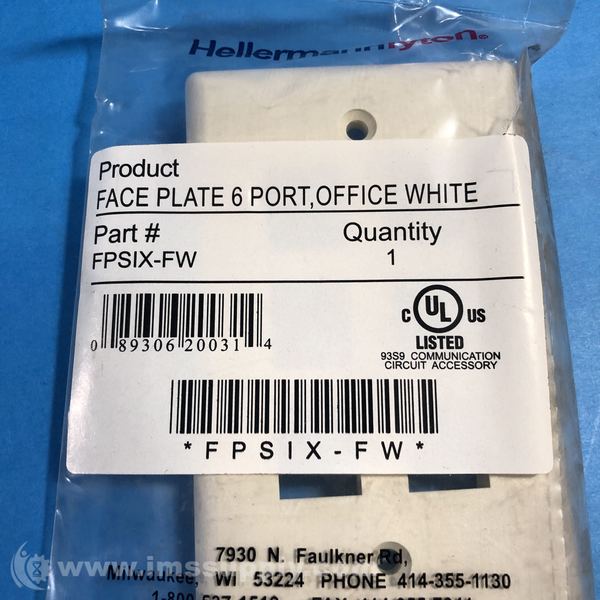 HellermannTyton®
Product
FACE PLATE 6 PORT,OFFICE WHITE
Part # Quantity
FPSIX-FW 1
0 89306 20031 4
C UL US
LISTED
93S9 COMMUNICATION
CIRCUIT ACCESSORY
*FPSIX-FW*
7930 N. Faulkner Rd,
Milwaukee, WI 53224 PHONE 414-355-1130